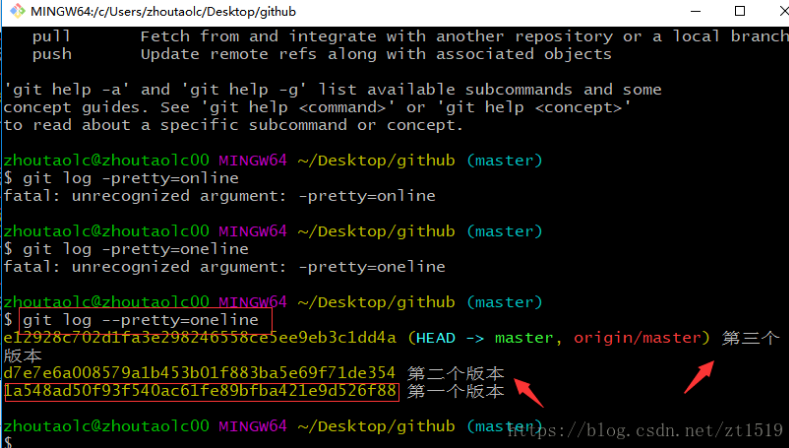 MINGW64:/c/Users/zhoutaolc/Desktop/github
pull Fetch from and integrate with another repository or a local branch
push Update remote refs along with associated objects
'git help -a' and 'git help -g' list available subcommands and some
concept guides. See 'git help <command>' or 'git help <concept>'
to read about a specific subcommand or concept.
zhoutaolc@zhoutaolc00 MINGW64 ~/Desktop/github (master)
$ git log -pretty=online
fatal: unrecognized argument: -pretty=online
zhoutaolc@zhoutaolc00 MINGW64 ~/Desktop/github (master)
$ git log -pretty=oneline
fatal: unrecognized argument: -pretty=oneline
zhoutaolc@zhoutaolc00 MINGW64 ~/Desktop/github (master)
$ git log --pretty=oneline
e12928c702d1fa3e298246558ce5ee9eb3c1dd4a (HEAD -> master, origin/master) 第三个
版本
d7e7e6a008579a1b453b01f883ba5e69f71de354 第二个版本
1a548ad50f93f540ac61fe89bfba421e9d526f88 第一个版本
zhoutaolc@zhoutaolc00 MINGW64 ~/Desktop/github (master)
https://blog.csdn.net/zt1519
$